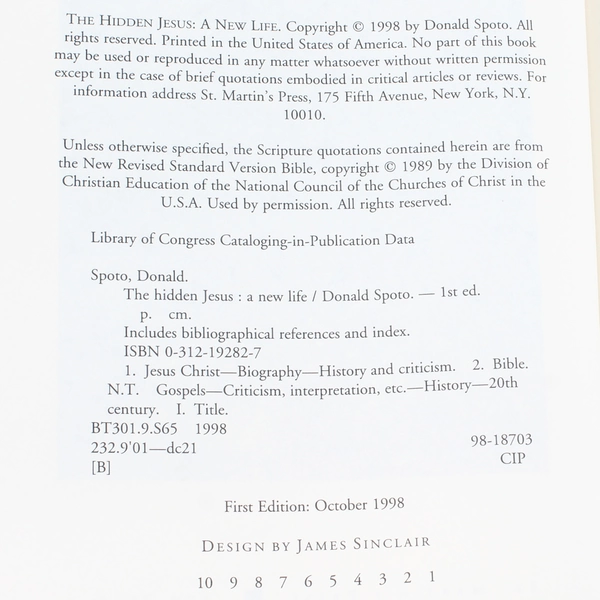 THE HIDDEN JESUS: A NEW LIFE. Copyright © 1998 by Donald Spoto. All
rights reserved. Printed in the United States of America. No part of this book
may be used or reproduced in any matter whatsoever without written permission
except in the case of brief quotations embodied in critical articles or reviews. For
information address St. Martin's Press, 175 Fifth Avenue, New York, N.Y.
10010.
Unless otherwise specified, the Scripture quotations contained herein are from
the New Revised Standard Version Bible, copyright © 1989 by the Division of
Christian Education of the National Council of the Churches of Christ in the
U.S.A. Used by permission. All rights reserved.
Library of Congress Cataloging-in-Publication Data
Spoto, Donald.
The hidden Jesus : a new life / Donald Spoto. — 1st ed.
p. cm.
Includes bibliographical references and index.
ISBN 0-312-19282-7
1. Jesus Christ—Biography—History and criticism. 2. Bible.
N.T. Gospels—Criticism, interpretation, etc.—History—20th
century. I. Title.
BT301.9.S65 1998
232.9'01—dc21 98-18703
[B] CIP
First Edition: October 1998
DESIGN BY JAMES SINCLAIR
10 9 8 7 6 5 4 3 2 1